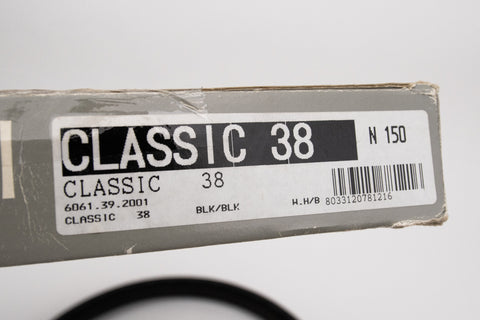 CLASSIC 38 N 150
CLASSIC 38
6061.39.2001
CLASSIC 38 BLK/BLK W.H/B 8033120781216